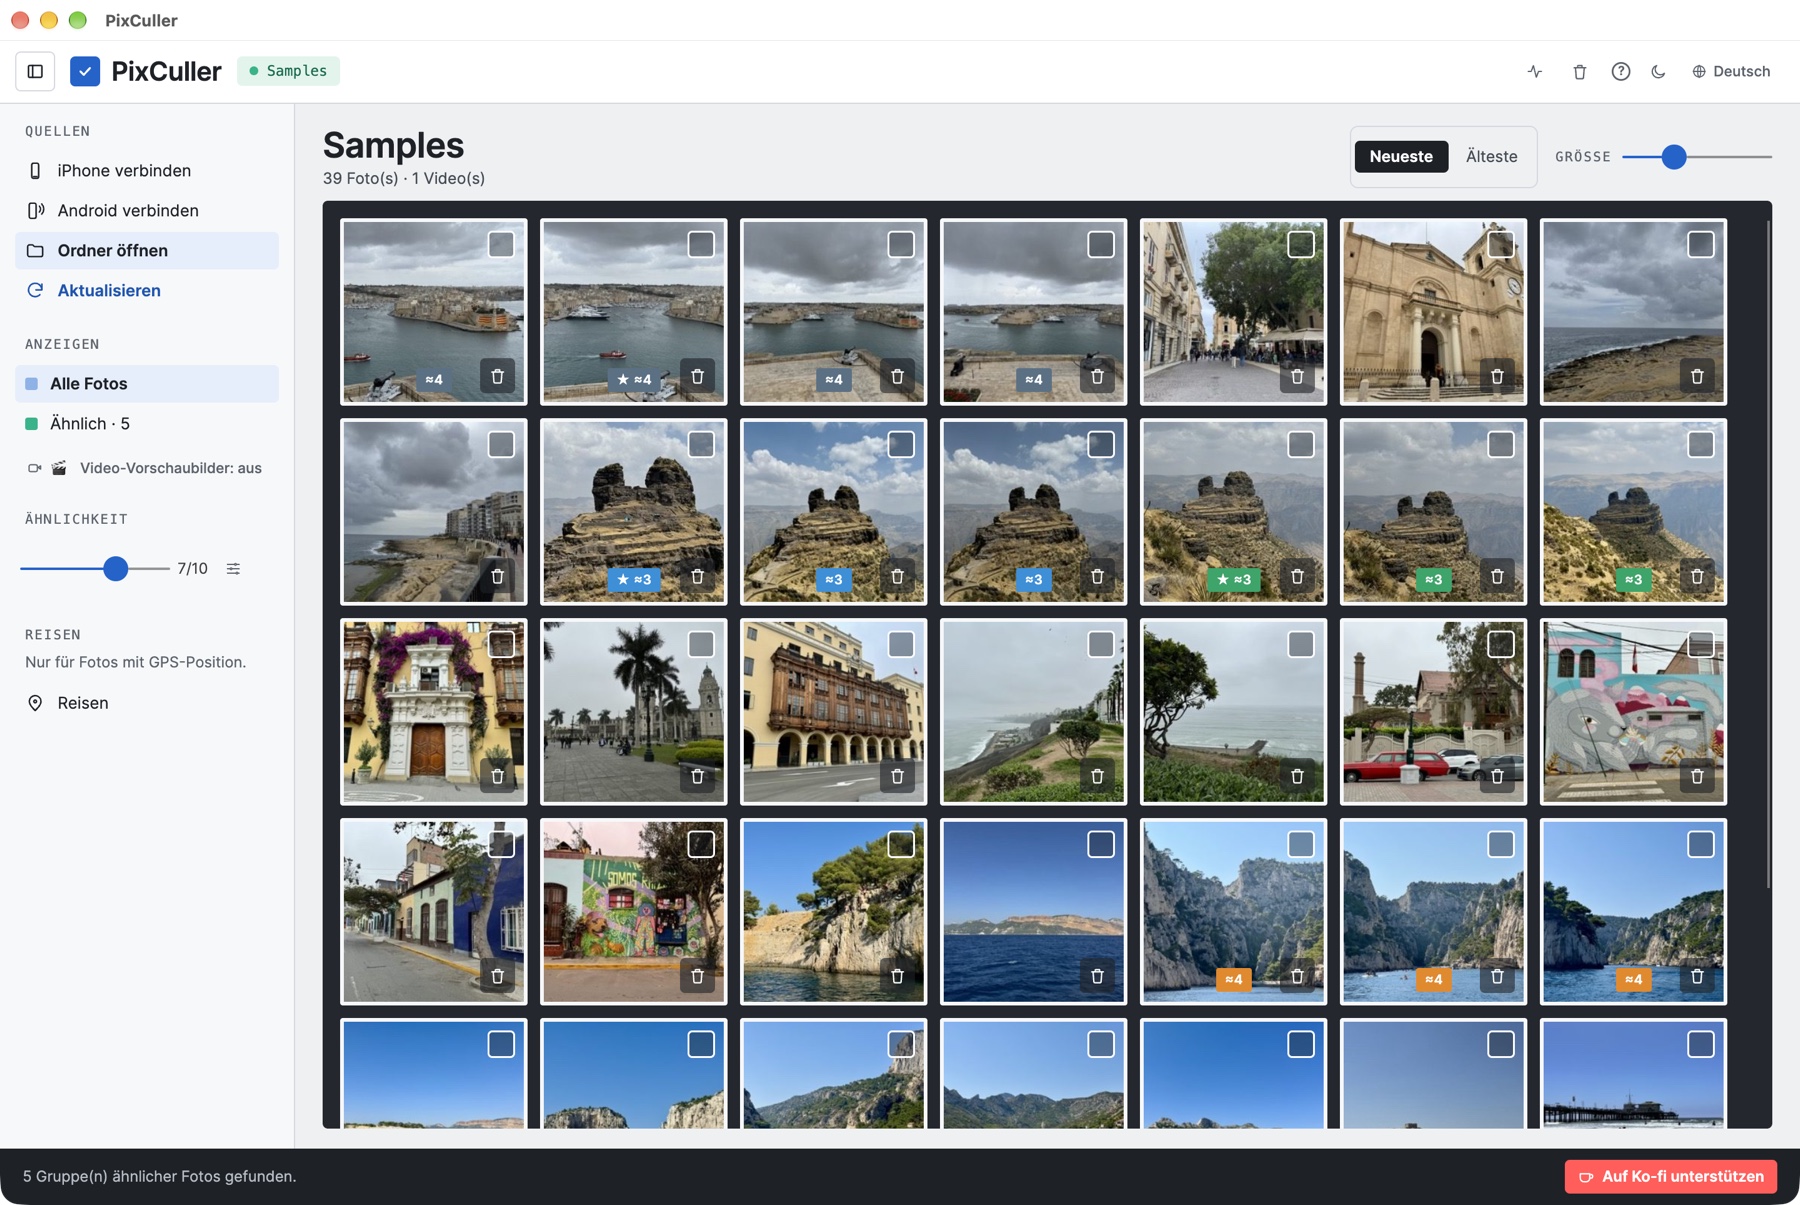 PixCuller
PixCuller
Samples
Deutsch
QUELLEN
iPhone verbinden
Android verbinden
Ordner öffnen
Aktualisieren
ANZEIGEN
Alle Fotos
Ähnlich · 5
Video-Vorschaubilder: aus
ÄHNLICHKEIT
7/10
REISEN
Nur für Fotos mit GPS-Position.
Reisen
Samples
39 Foto(s) · 1 Video(s)
Neueste
Älteste
GRÖSSE
≈4
★ ≈4
≈4
≈4
★ ≈3
≈3
≈3
★ ≈3
≈3
≈3
SOMOS
≈4
≈4
≈4
5 Gruppe(n) ähnlicher Fotos gefunden.
Auf Ko-fi unterstützen